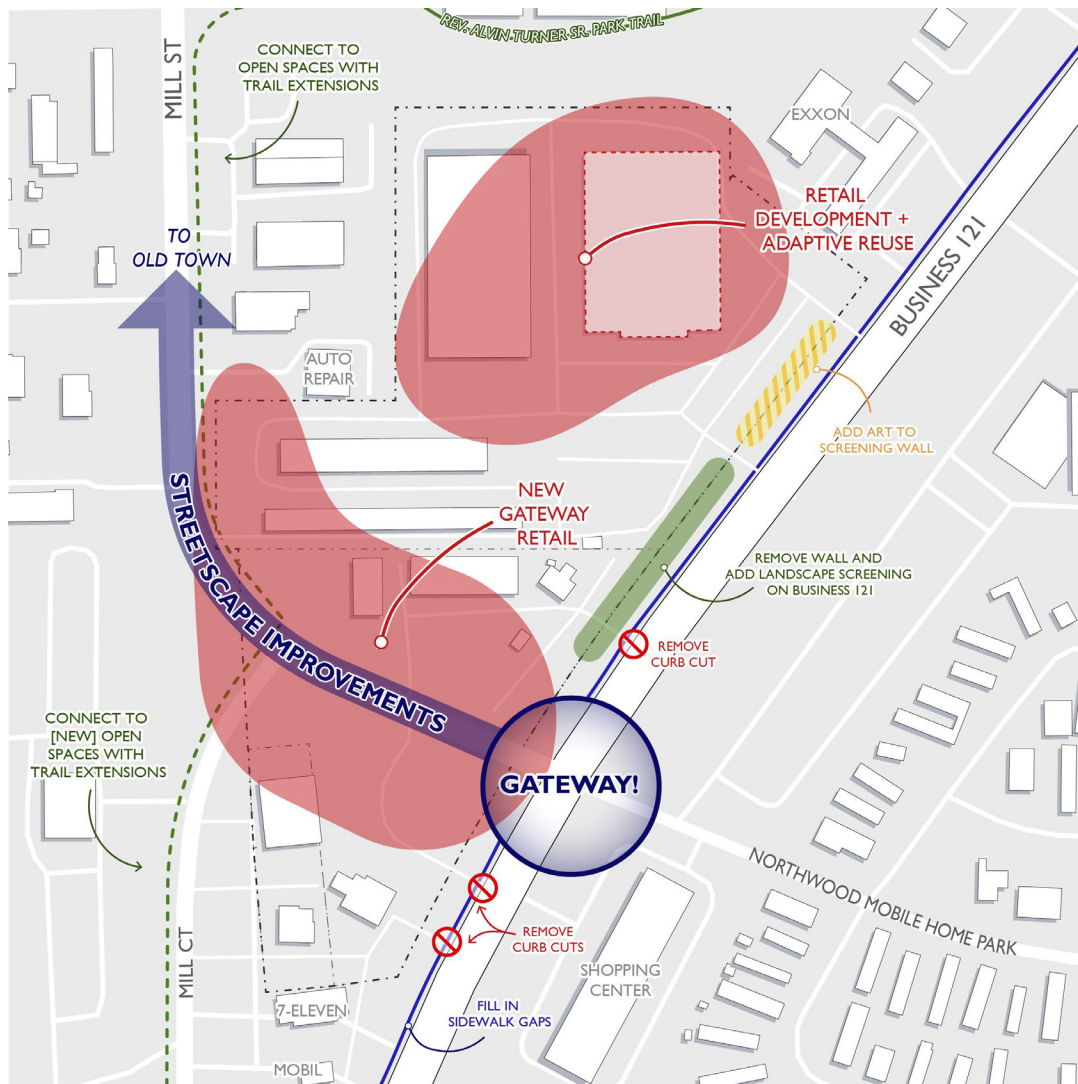 REV. ALVIN TURNER SR. PARK TRAIL
MILL ST
CONNECT TO
OPEN SPACES WITH
TRAIL EXTENSIONS
EXXON
RETAIL
DEVELOPMENT +
ADAPTIVE REUSE
BUSINESS 121
TO
OLD TOWN
AUTO
REPAIR
ADD ART TO
SCREENING WALL
STREETSCAPE IMPROVEMENTS
NEW
GATEWAY
RETAIL
REMOVE WALL AND
ADD LANDSCAPE SCREENING
ON BUSINESS 121
REMOVE
CURB CUT
CONNECT TO
[NEW] OPEN
SPACES WITH
TRAIL EXTENSIONS
GATEWAY!
NORTHWOOD MOBILE HOME PARK
REMOVE
CURB CUTS
MILL CT
SHOPPING
CENTER
7-ELEVEN
FILL IN
SIDEWALK GAPS
MOBIL